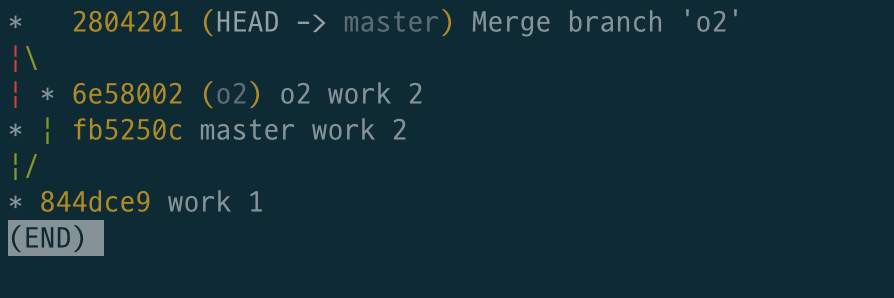 *   2804201 (HEAD -> master) Merge branch 'o2'
¦\
¦ * 6e58002 (o2) o2 work 2
* ¦ fb5250c master work 2
¦/
* 844dce9 work 1
(END)